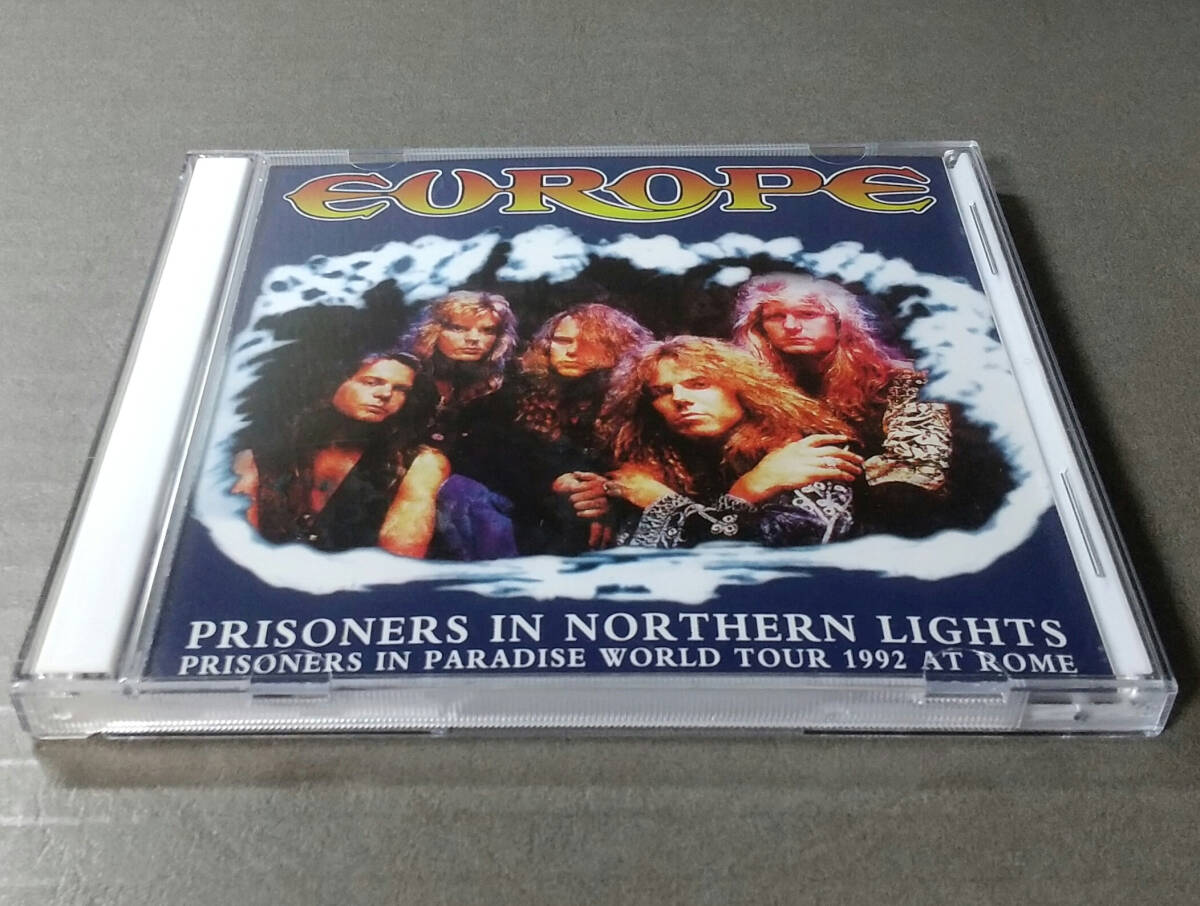 EUROPE
PRISONERS IN NORTHERN LIGHTS
PRISONERS IN PARADISE WORLD TOUR 1992 AT ROME